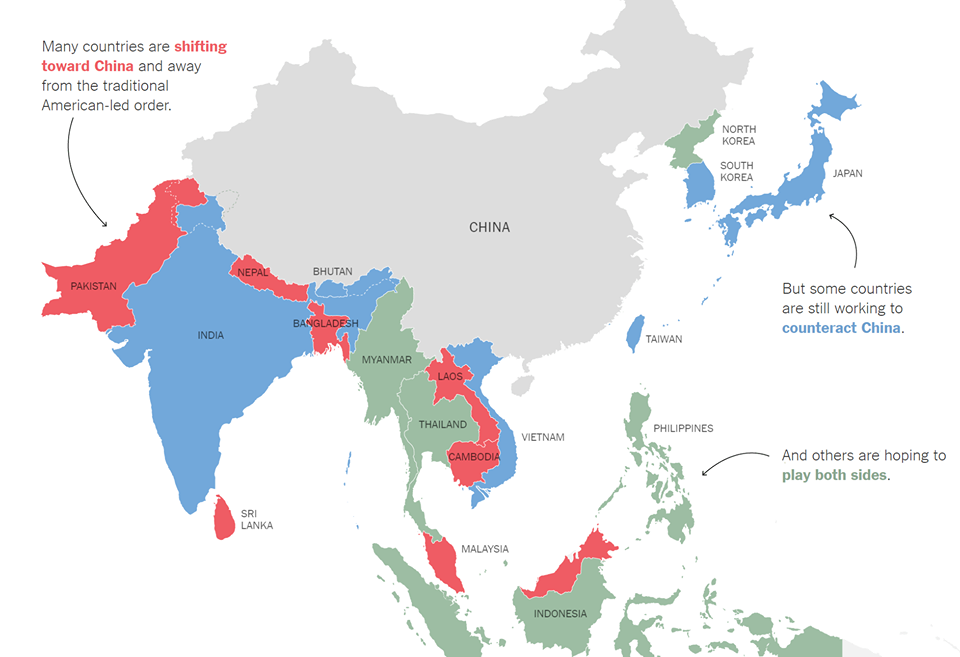 Many countries are shifting
toward China and away
from the traditional
American-led order.
NORTH
KOREA
SOUTH
KOREA
JAPAN
CHINA
PAKISTAN
NEPAL
BHUTAN
But some countries
are still working to
counteract China.
BANGLADESH
INDIA
TAIWAN
MYANMAR
LAOS
THAILAND
VIETNAM
PHILIPPINES
CAMBODIA
And others are hoping to
play both sides.
SRI
LANKA
MALAYSIA
INDONESIA